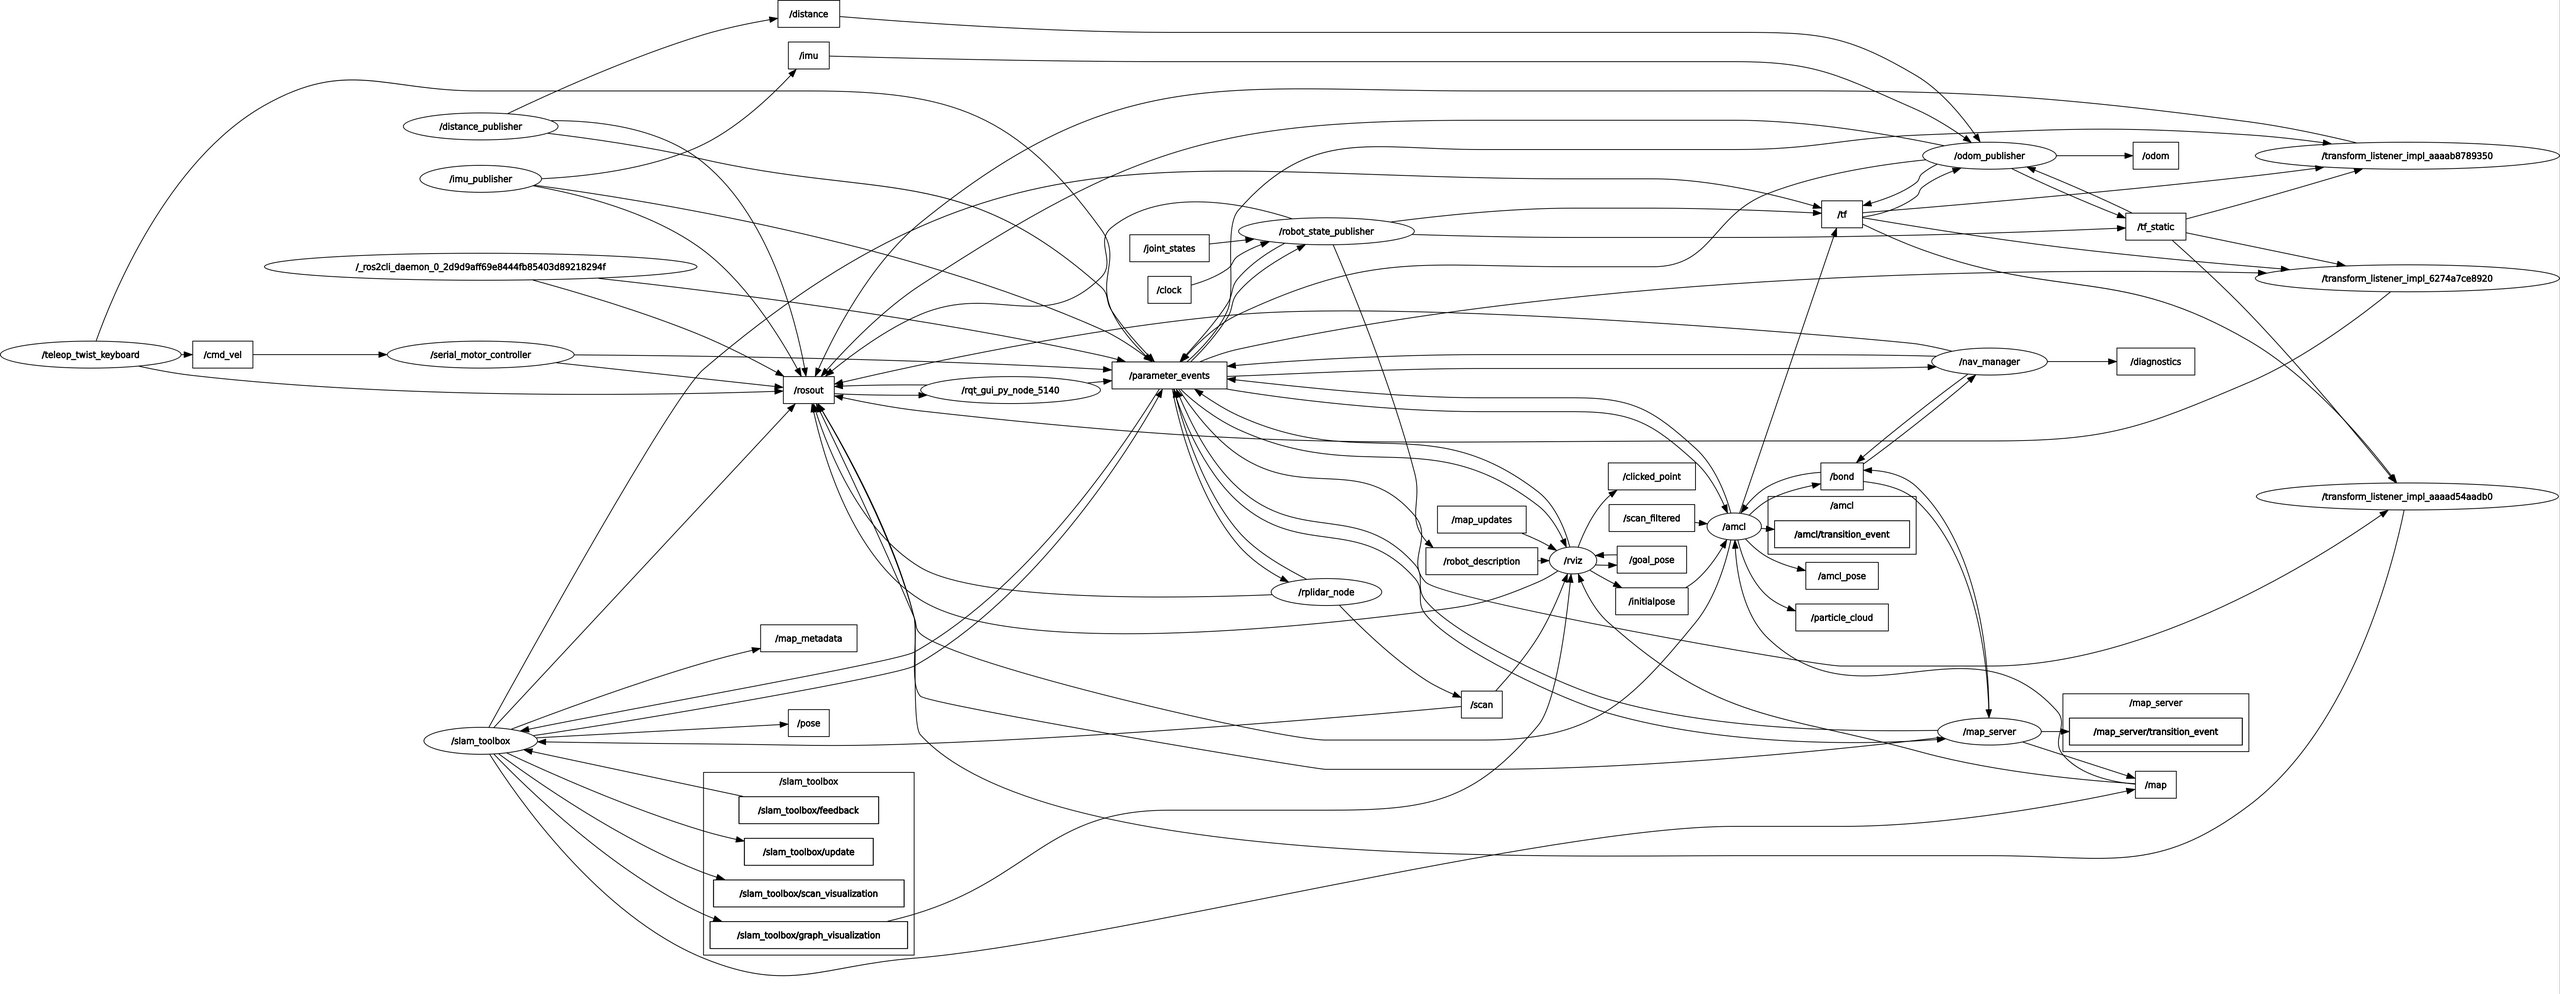 /distance
/imu
/distance_publisher
/odom_publisher
/odom
/transform_listener_impl_aaaab8789350
/imu_publisher
/tf
/tf_static
/robot_state_publisher
/joint_states
/_ros2cli_daemon_0_2d9d9aff69e8444fb85403d89218294f
/transform_listener_impl_6274a7ce8920
/clock
/teleop_twist_keyboard
/cmd_vel
/serial_motor_controller
/nav_manager
/diagnostics
/parameter_events
/rosout
/rqt_gui_py_node_5140
/clicked_point
/bond
/transform_listener_impl_aaaad54aadb0
/amcl
/map_updates
/scan_filtered
/amcl
/amcl/transition_event
/robot_description
/rviz
/goal_pose
/amcl_pose
/rplidar_node
/initialpose
/particle_cloud
/map_metadata
/scan
/map_server
/pose
/map_server
/map_server/transition_event
/slam_toolbox
/slam_toolbox
/map
/slam_toolbox/feedback
/slam_toolbox/update
/slam_toolbox/scan_visualization
/slam_toolbox/graph_visualization